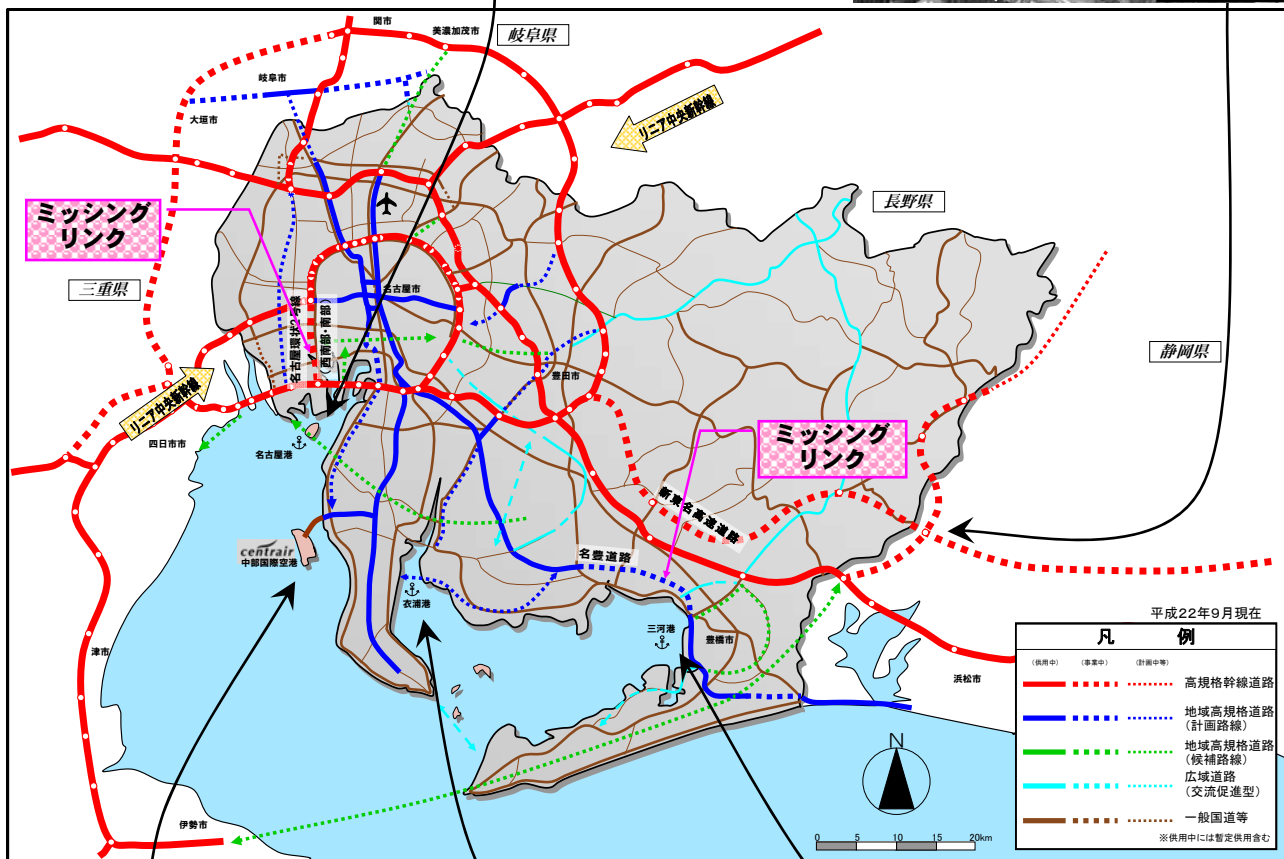 関市
美濃加茂市
岐阜県
岐阜市
大垣市
リニア中央新幹線
長野県
ミッシング
リンク
三重県
名古屋市
名古屋環状2号線
(西南部・南部)
静岡県
豊田市
リニア中央新幹線
ミッシング
リンク
四日市市
名古屋港
新東名高速道路
centrair
中部国際空港
名豊道路
衣浦港
三河港
豊橋市
津市
浜松市
伊勢市
平成22年9月現在
凡 例
(供用中) (事業中) (計画中等)
高規格幹線道路
地域高規格道路
(計画路線)
地域高規格道路
(候補路線)
広域道路
(交流促進型)
一般国道等
※供用中には暫定供用含む
N
0 5 10 15 20km